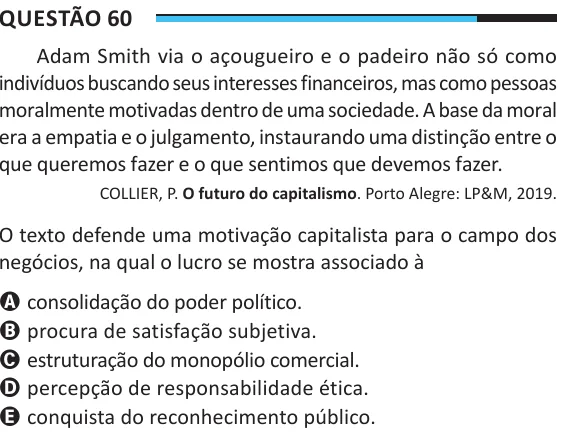 QUESTÃO 60
Adam Smith via o açougueiro e o padeiro não só como
indivíduos buscando seus interesses financeiros, mas como pessoas
moralmente motivadas dentro de uma sociedade. A base da moral
era a empatia e o julgamento, instaurando uma distinção entre o
que queremos fazer e o que sentimos que devemos fazer.
COLLIER, P. O futuro do capitalismo. Porto Alegre: LP&M, 2019.
O texto defende uma motivação capitalista para o campo dos
negócios, na qual o lucro se mostra associado à
A consolidação do poder político.
B procura de satisfação subjetiva.
C estruturação do monopólio comercial.
D percepção de responsabilidade ética.
E conquista do reconhecimento público.